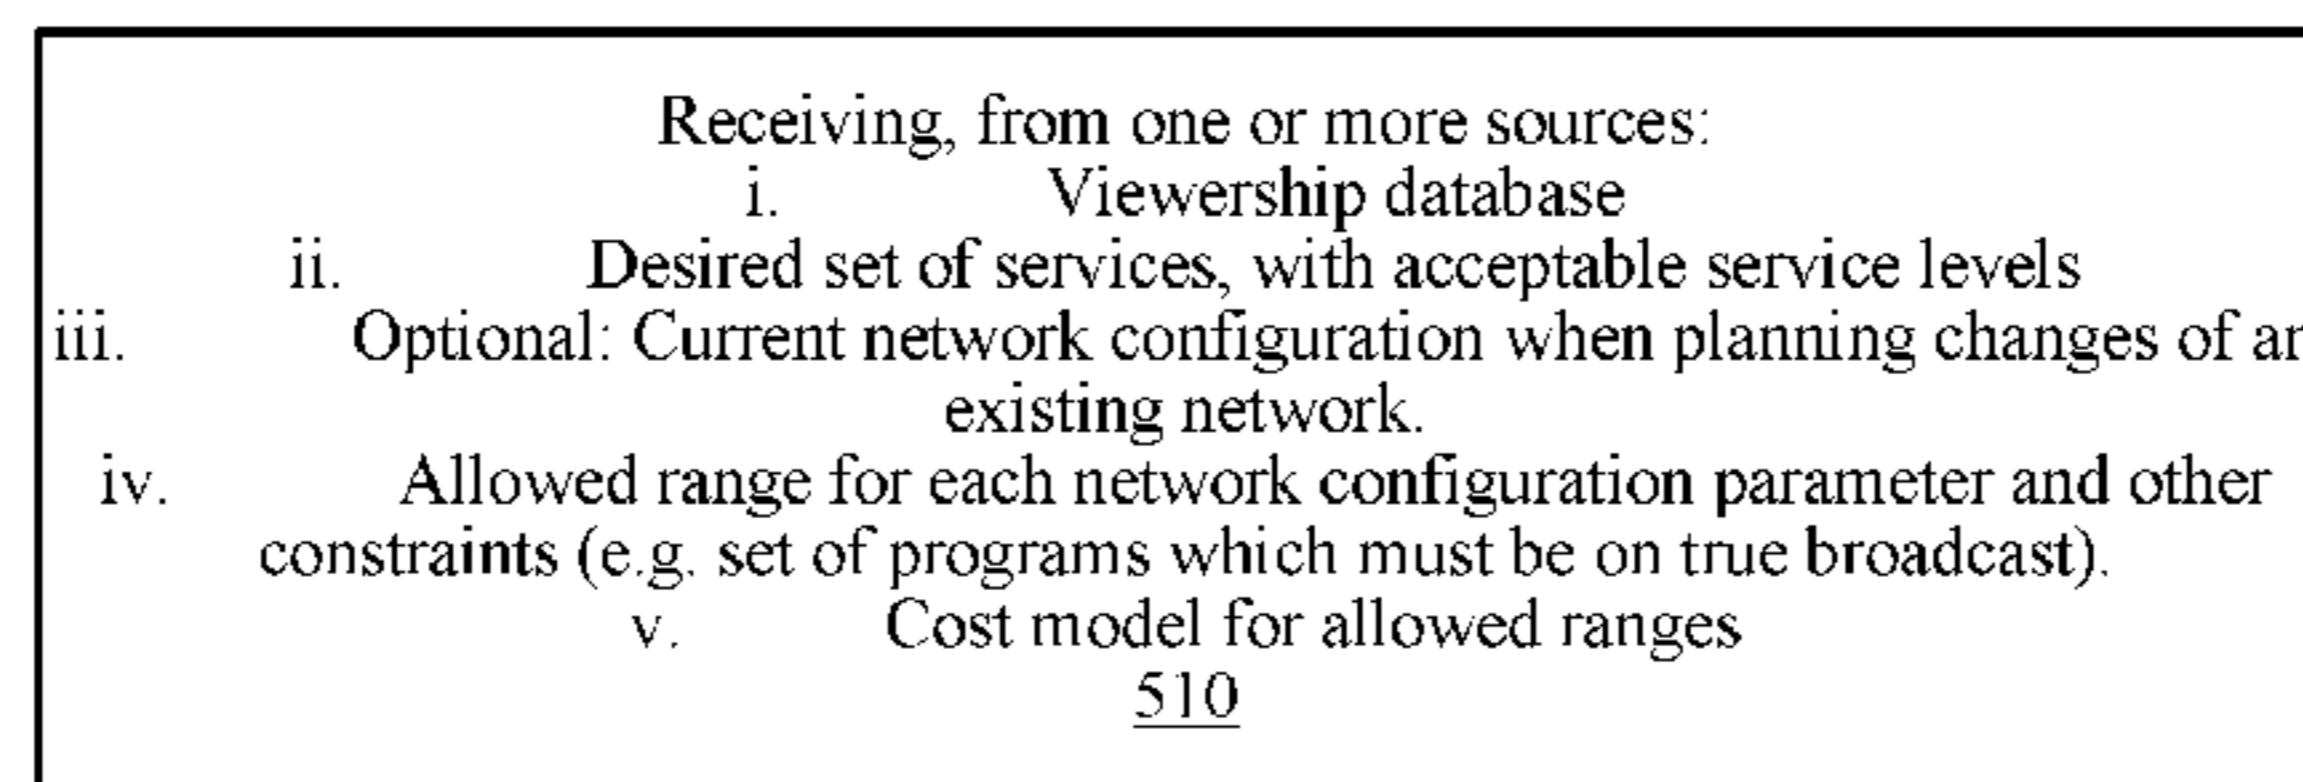 Receiving, from one or more sources:
i. Viewership database
ii. Desired set of services, with acceptable service levels
iii. Optional: Current network configuration when planning changes of an
existing network.
iv. Allowed range for each network configuration parameter and other
constraints (e.g. set of programs which must be on true broadcast).
v. Cost model for allowed ranges
510